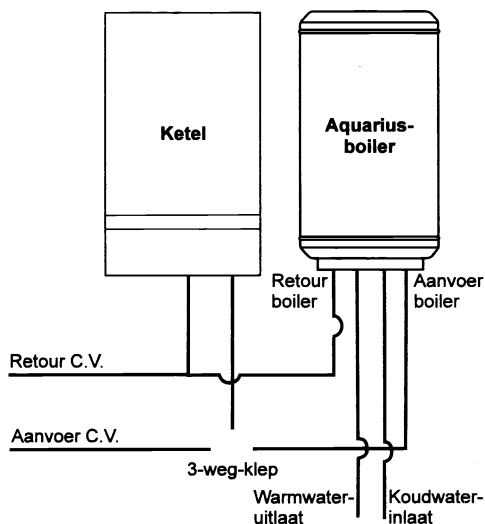 Ketel
Aquarius-
boiler
Retour
boiler
Aanvoer
boiler
Retour C.V.
Aanvoer C.V.
3-weg-klep
Warmwater-
uitlaat
Koudwater-
inlaat